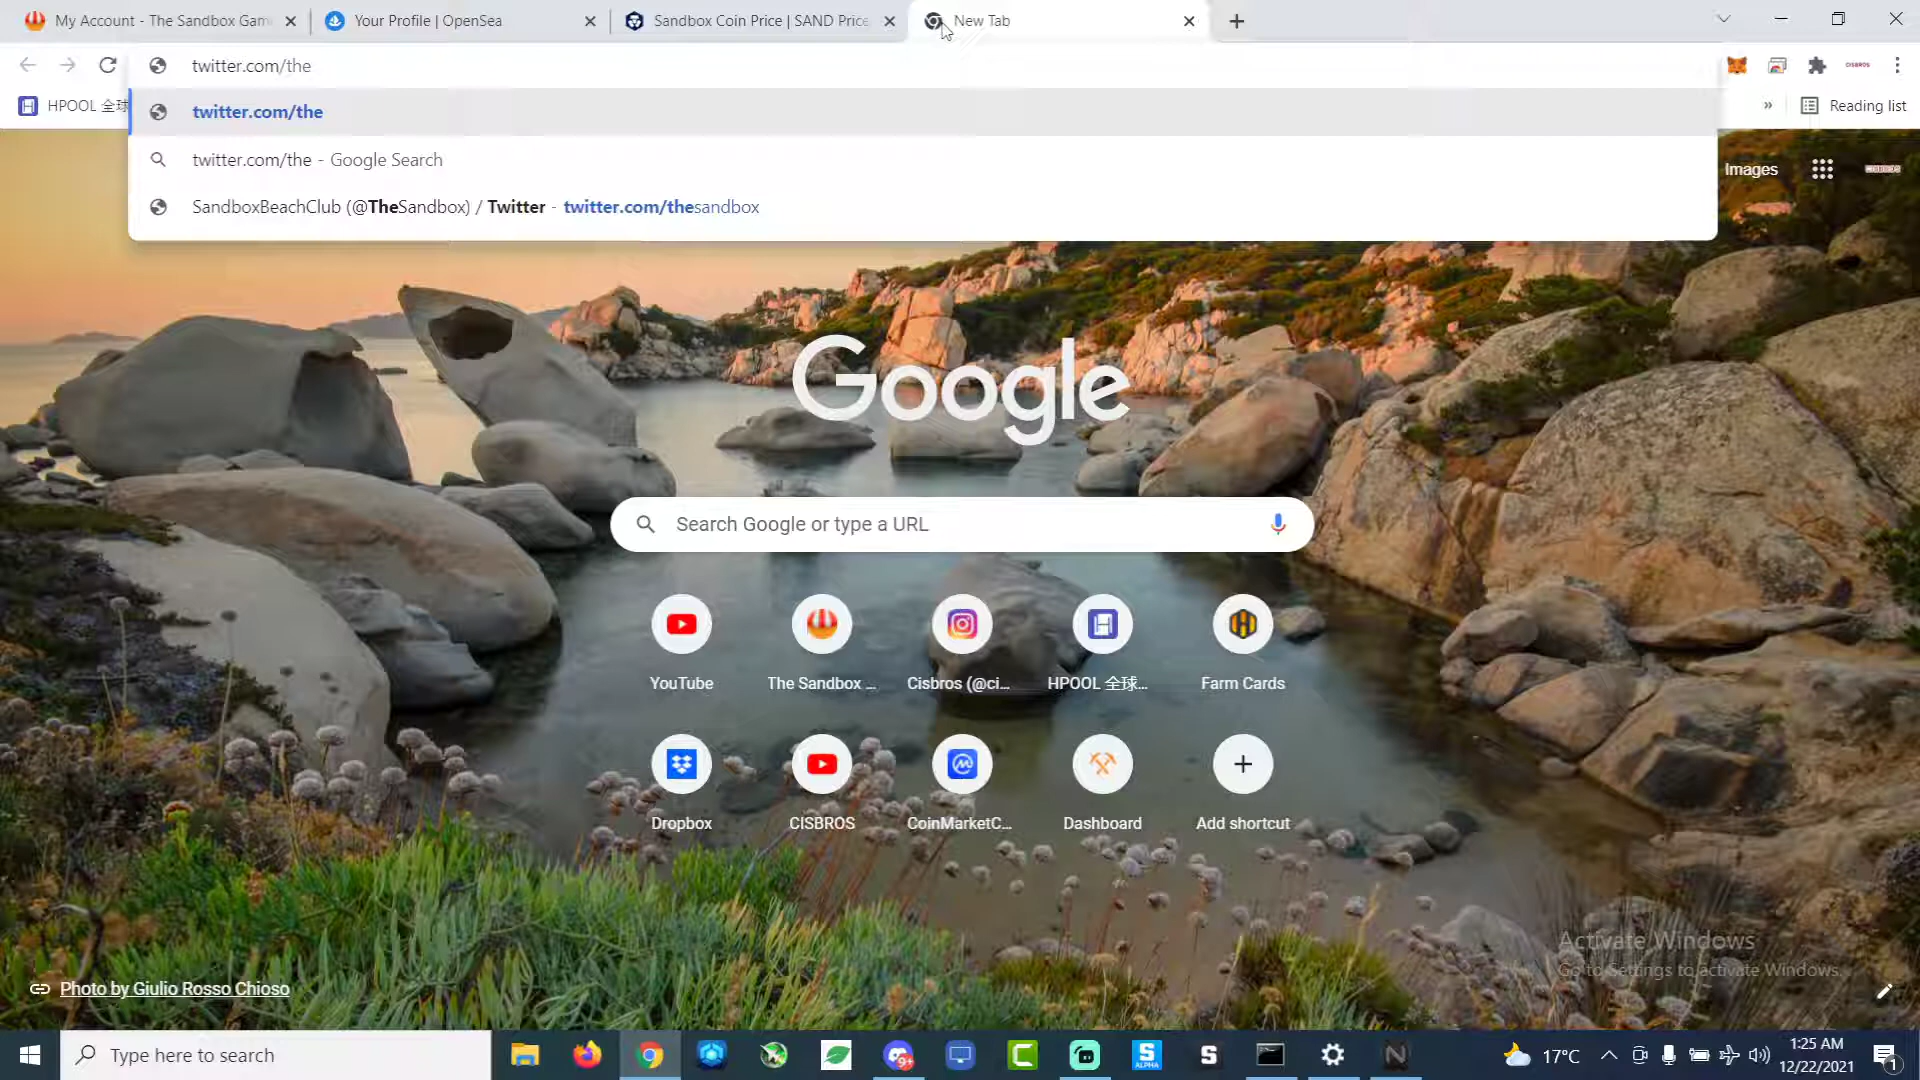 My Account - The Sandbox Gam
Your Profile | OpenSea
Sandbox Coin Price | SAND Price
New Tab
twitter.com/the
CISBROS
HPOOL 全球
twitter.com/the
»
Reading list
twitter.com/the - Google Search
Images
SandboxBeachClub (@TheSandbox) / Twitter - twitter.com/thesandbox
Google
Search Google or type a URL
YouTube
The Sandbox ...
Cisbros (@ci...
HPOOL 全球...
Farm Cards
Dropbox
CISBROS
CoinMarketC...
Dashboard
Add shortcut
Activate Windows
Go to Settings to activate Windows.
Photo by Giulio Rosso Chioso
Type here to search
9+
ALPHA
17°C
1:25 AM
12/22/2021
1